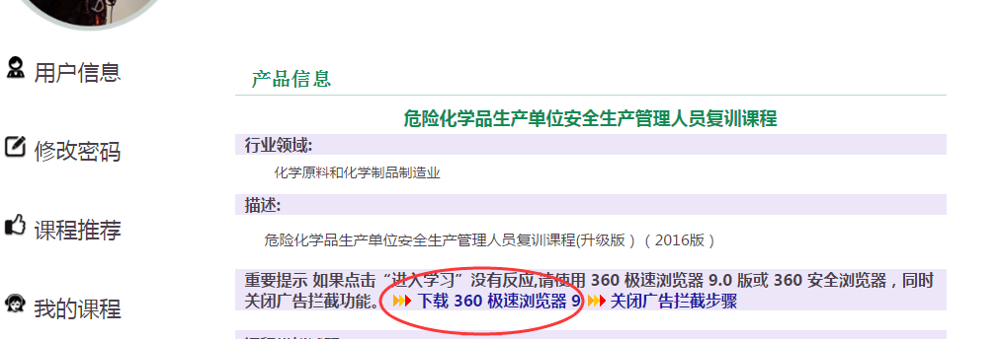 用户信息
修改密码
课程推荐
我的课程
产品信息
危险化学品生产单位安全生产管理人员复训课程
行业领域:
化学原料和化学制品制造业
描述:
危险化学品生产单位安全生产管理人员复训课程(升级版）（2016版）
重要提示 如果点击“进入学习”没有反应,请使用 360 极速浏览器 9.0 版或 360 安全浏览器，同时
关闭广告拦截功能。 下载 360 极速浏览器 9 关闭广告拦截步骤